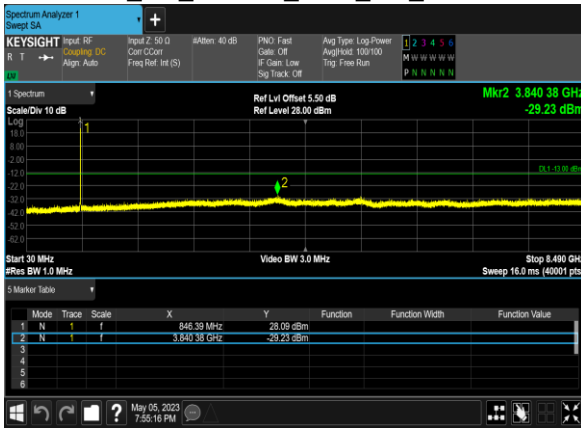 Spectrum Analyzer 1
Swept SA
KEYSIGHT
R T
LXI
Input: RF
Coupling: DC
Align: Auto
Input Z: 50 Ω
Corr CCorr
Freq Ref: Int (S)
#Atten: 40 dB
PNO: Fast
Gate: Off
IF Gain: Low
Sig Track: Off
Avg Type: Log-Power
Avg|Hold: 100/100
Trig: Free Run
1 2 3 4 5 6
M W W W W W
P N N N N N
1 Spectrum
Scale/Div 10 dB
Ref Lvl Offset 5.50 dB
Ref Level 28.00 dBm
Mkr2 3.840 38 GHz
-29.23 dBm
Log
18.0
8.00
-2.00
-12.0
-22.0
-32.0
-42.0
-52.0
-62.0
1
2
DL1 -13.00 dBm
Start 30 MHz
#Res BW 1.0 MHz
Video BW 3.0 MHz
Stop 8.490 GHz
Sweep 16.0 ms (40001 pts)
5 Marker Table
Mode Trace Scale X Y Function Function Width Function Value
1 N 1 f 846.39 MHz 28.09 dBm
2 N 1 f 3.840 38 GHz -29.23 dBm
3
4
5
6
?
May 05, 2023
7:55:16 PM